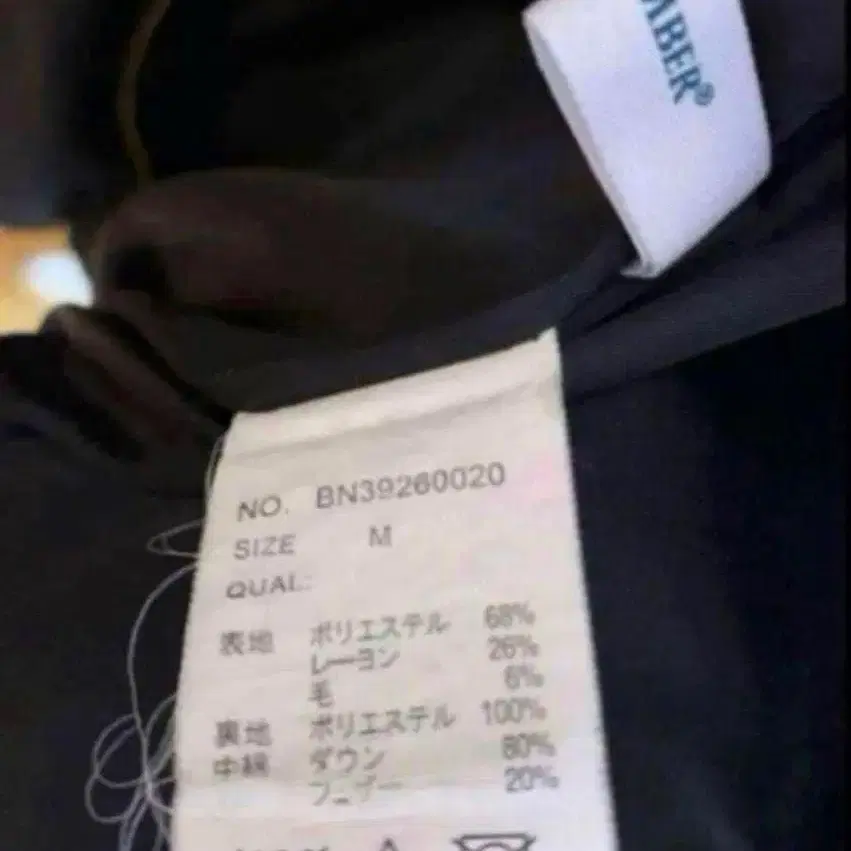 ABER®
NO. BN39260020
SIZE M
QUAL:
表地 ポリエステル 68%
レーヨン 26%
毛 6%
裏地 ポリエステル 100%
中綿 ダウン 80%
フェザー 20%